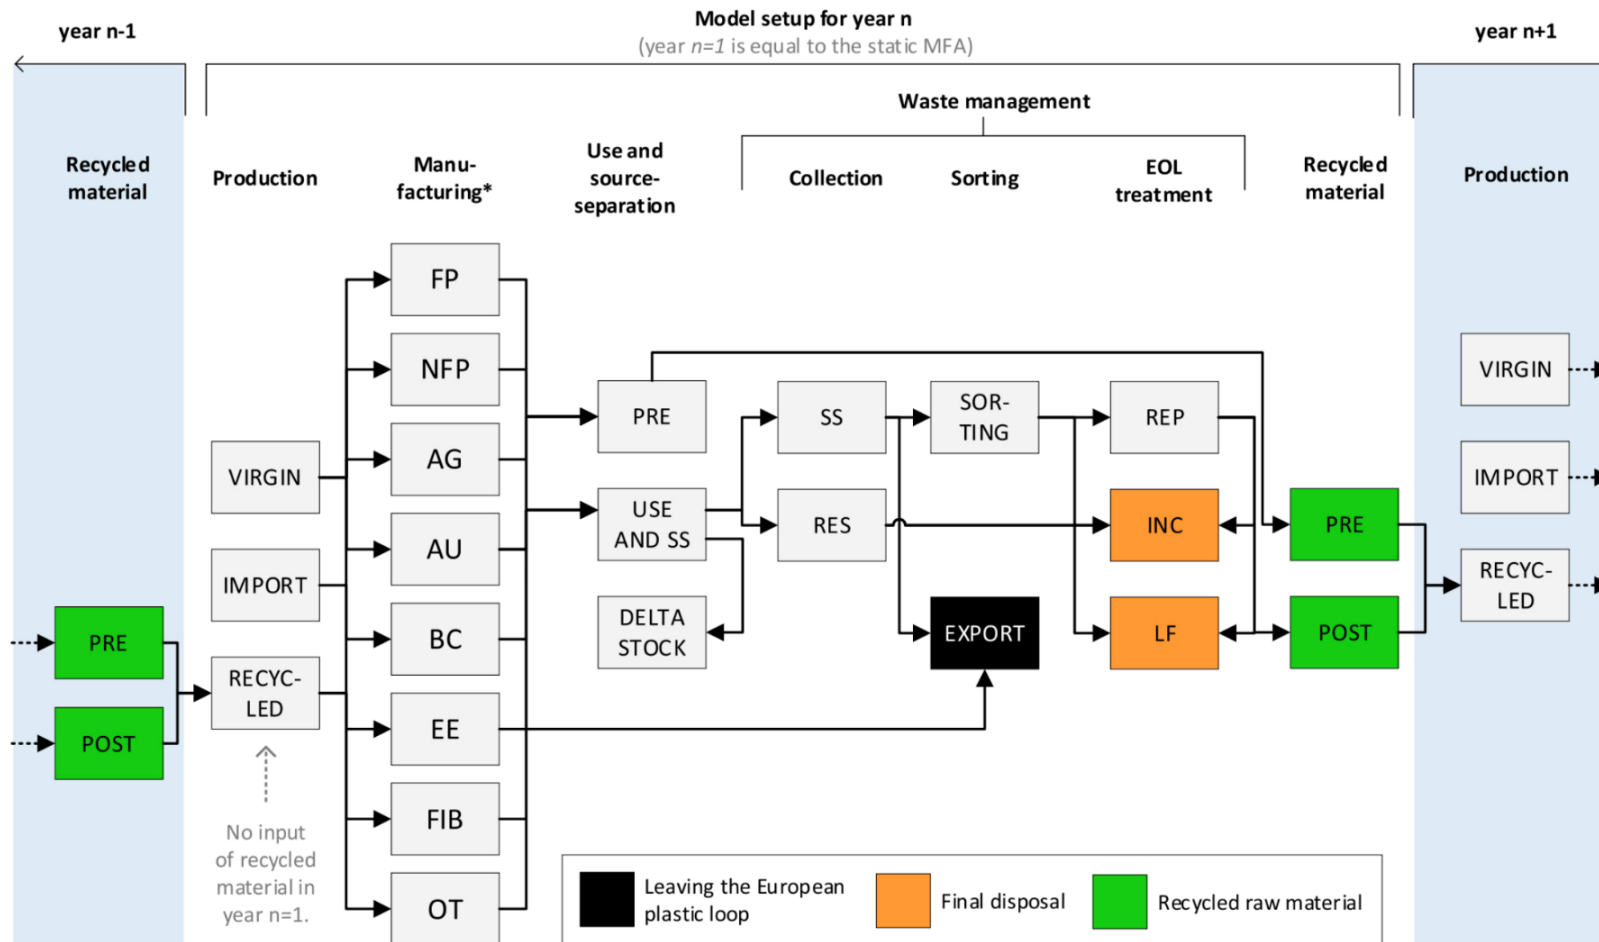 year n-1
Model setup for year n
(year n=1 is equal to the static MFA)
year n+1
Waste management
Recycled
material
Production
Manu-
facturing*
Use and
source-
separation
Collection
Sorting
EOL
treatment
Recycled
material
Production
FP
NFP
AG
AU
BC
EE
FIB
OT
VIRGIN
IMPORT
RECYC-
LED
PRE
POST
No input
of recycled
material in
year n=1.
PRE
USE
AND SS
DELTA
STOCK
SS
RES
SOR-
TING
EXPORT
REP
INC
LF
PRE
POST
VIRGIN
IMPORT
RECYC-
LED
Leaving the European
plastic loop
Final disposal
Recycled raw material